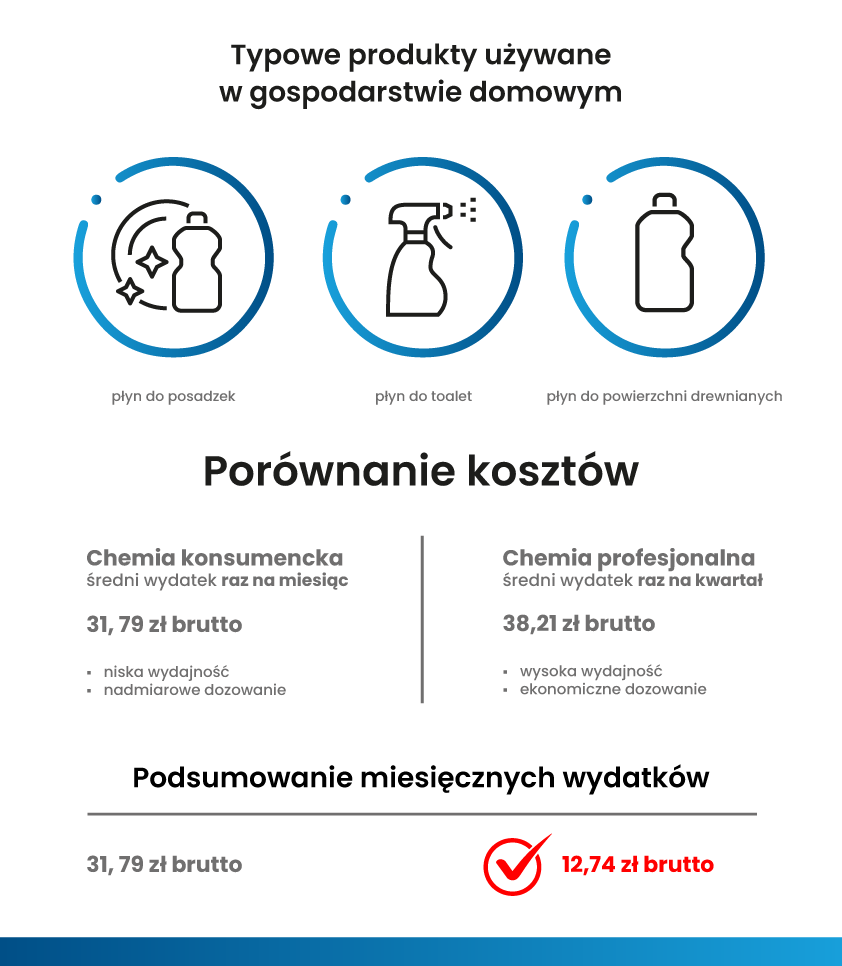 Typowe produkty używane
w gospodarstwie domowym
płyn do posadzek
płyn do toalet
płyn do powierzchni drewnianych
Porównanie kosztów
Chemia konsumencka
średni wydatek raz na miesiąc
31, 79 zł brutto
▪ niska wydajność
▪ nadmiarowe dozowanie
Chemia profesjonalna
średni wydatek raz na kwartał
38,21 zł brutto
▪ wysoka wydajność
▪ ekonomiczne dozowanie
Podsumowanie miesięcznych wydatków
31, 79 zł brutto
12,74 zł brutto